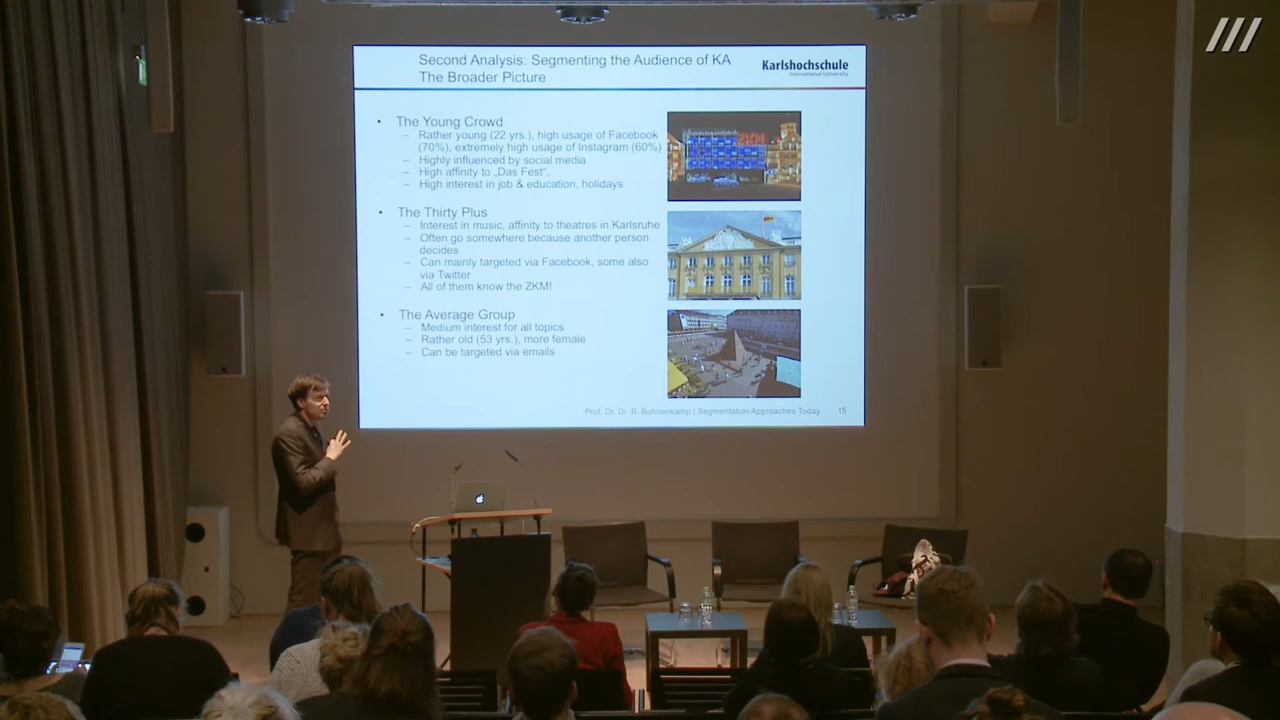 Second Analysis: Segmenting the Audience of KA
The Broader Picture
Karlshochschule
International University
• The Young Crowd
– Rather young (22 yrs.), high usage of Facebook
(70%), extremely high usage of Instagram (60%)
– Highly influenced by social media
– High affinity to „Das Fest“,
– High interest in job & education, holidays
• The Thirty Plus
– Interest in music, affinity to theatres in Karlsruhe
– Often go somewhere because another person
decides
– Can mainly targeted via Facebook, some also
via Twitter
– All of them know the ZKM!
• The Average Group
– Medium interest for all topics
– Rather old (53 yrs.), more female
– Can be targeted via emails
Prof. Dr. Dr. B. Bohnenkamp | Segmentation Approaches Today 15